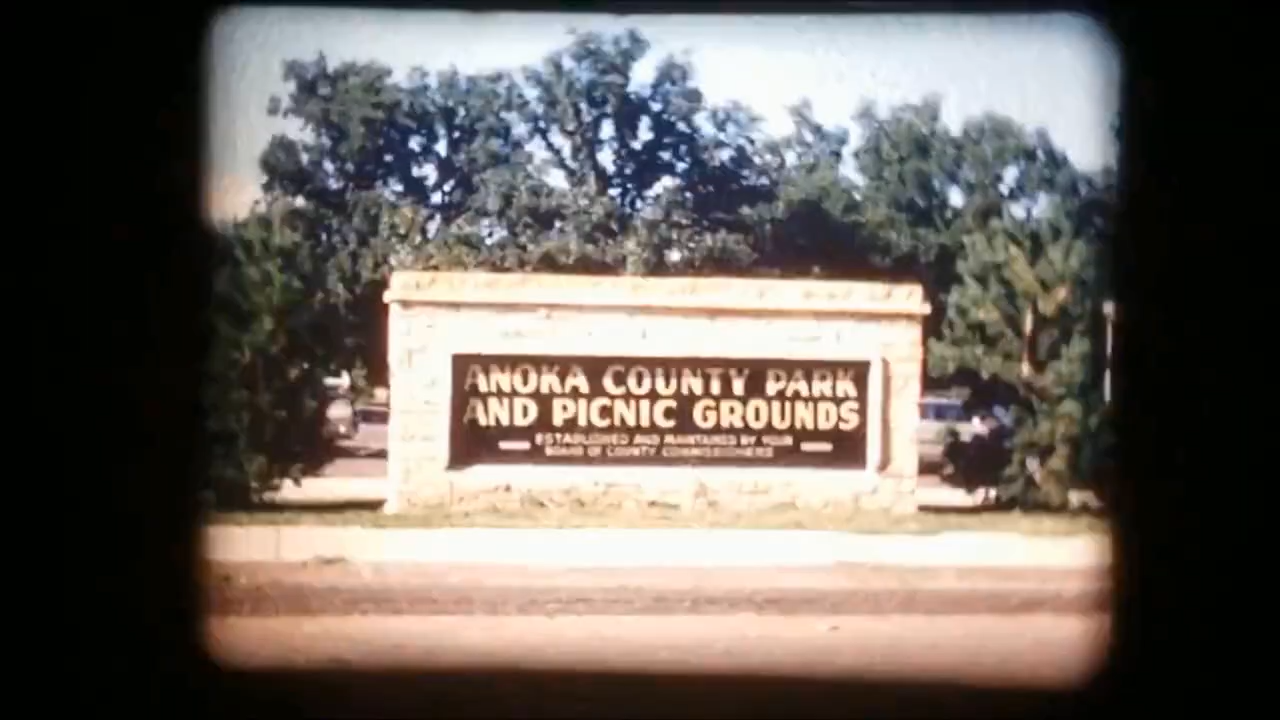 ANOKA COUNTY PARK
AND PICNIC GROUNDS
ESTABLISHED AND MAINTAINED BY YOUR
BOARD OF COUNTY COMMISSIONERS